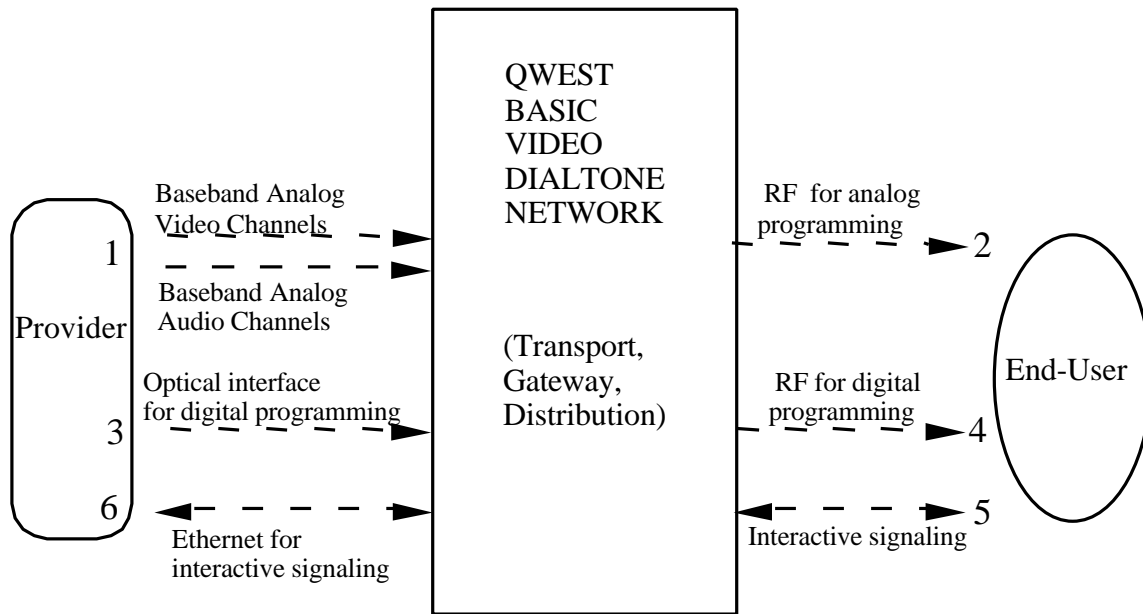 QWEST
BASIC
VIDEO
DIALTONE
NETWORK
(Transport,
Gateway,
Distribution)
Provider
1
Baseband Analog
Video Channels
Baseband Analog
Audio Channels
3
Optical interface
for digital programming
6
Ethernet for
interactive signaling
RF for analog
programming
2
RF for digital
programming
4
Interactive signaling
5
End-User